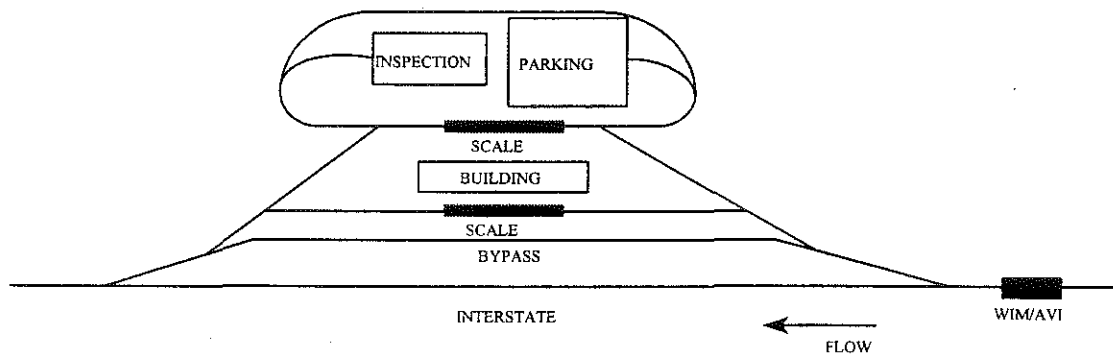 INSPECTION
PARKING
SCALE
BUILDING
SCALE
BYPASS
INTERSTATE
WIM/AVI
FLOW